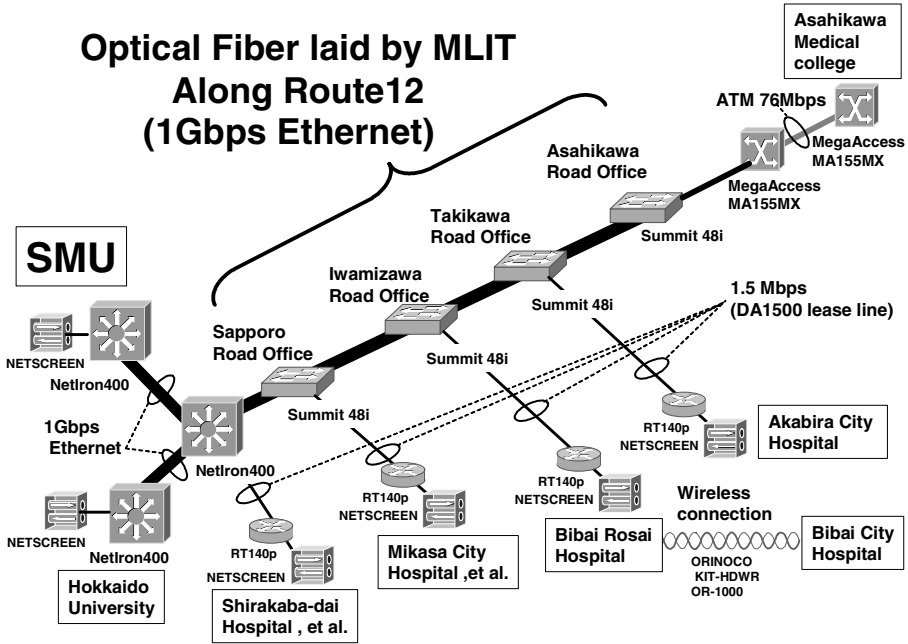 Optical Fiber laid by MLIT
Along Route12
(1Gbps Ethernet)
Asahikawa
Medical
college
ATM 76Mbps
MegaAccess
MA155MX
MegaAccess
MA155MX
Asahikawa
Road Office
Summit 48i
Takikawa
Road Office
Summit 48i
Iwamizawa
Road Office
Summit 48i
Sapporo
Road Office
Summit 48i
1.5 Mbps
(DA1500 lease line)
SMU
NETSCREEN
NetIron400
1Gbps
Ethernet
NetIron400
NETSCREEN
NetIron400
Hokkaido
University
RT140p
NETSCREEN
Shirakaba-dai
Hospital , et al.
RT140p
NETSCREEN
Mikasa City
Hospital ,et al.
RT140p
NETSCREEN
Bibai Rosai
Hospital
RT140p
NETSCREEN
Akabira City
Hospital
Wireless
connection
ORINOCO
KIT-HDWR
OR-1000
Bibai City
Hospital